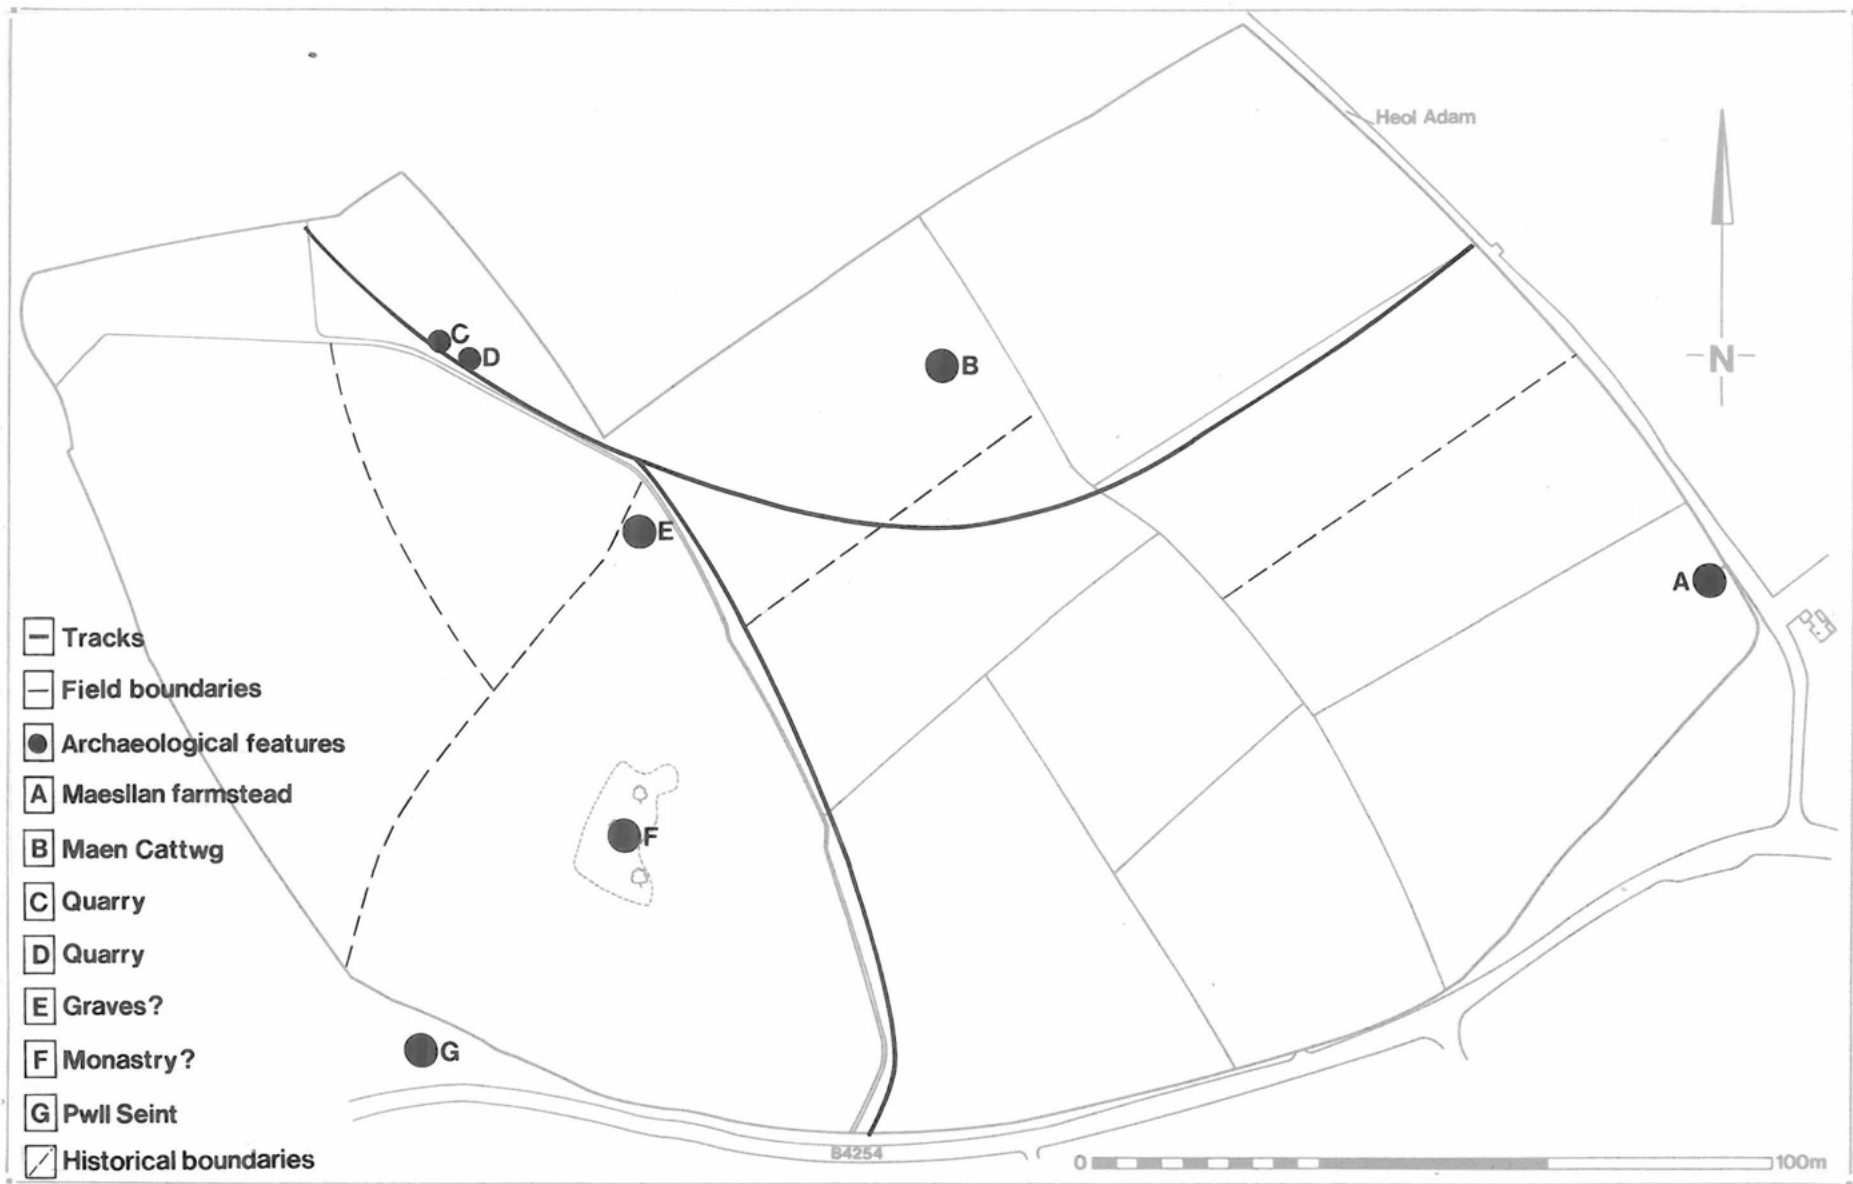 Heol Adam
N
C
D
B
E
A
F
G
Tracks
Field boundaries
Archaeological features
A Maesllan farmstead
B Maen Cattwg
C Quarry
D Quarry
E Graves?
F Monastry?
G Pwll Seint
Historical boundaries
B4254
0 100m